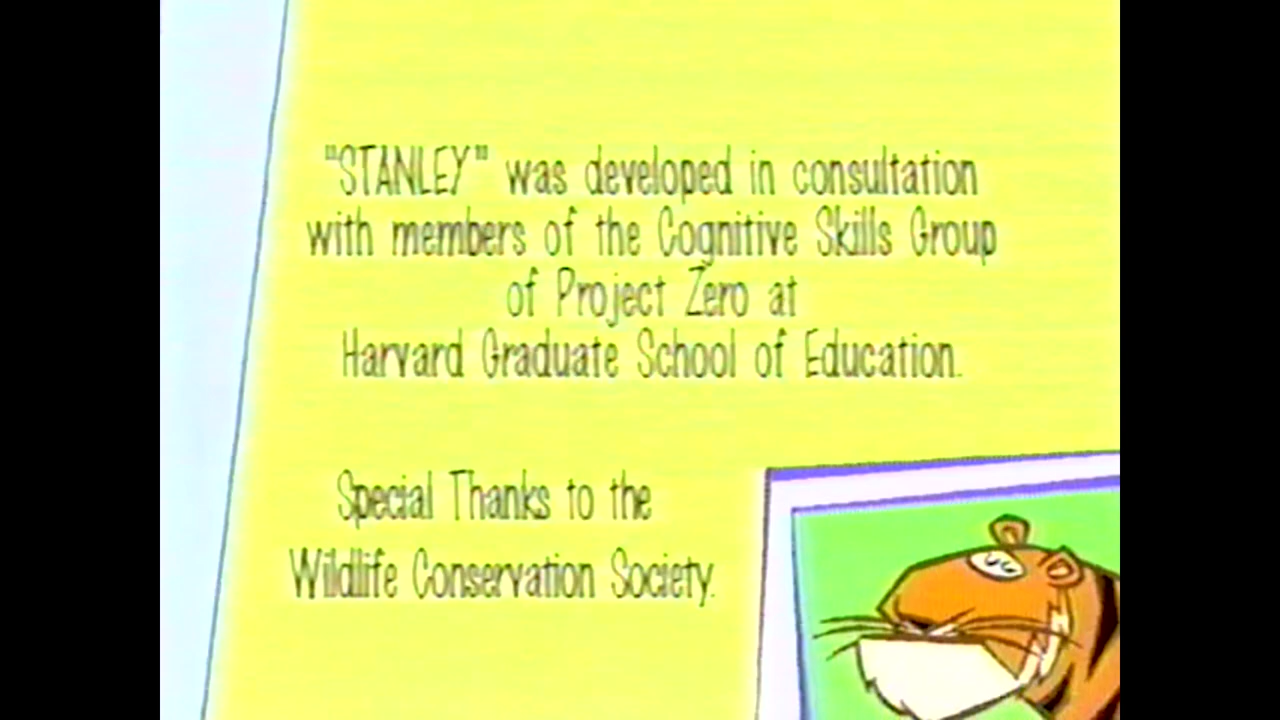 "STANLEY" was developed in consultation
with members of the Cognitive Skills Group
of Project Zero at
Harvard Graduate School of Education.
Special Thanks to the
Wildlife Conservation Society.